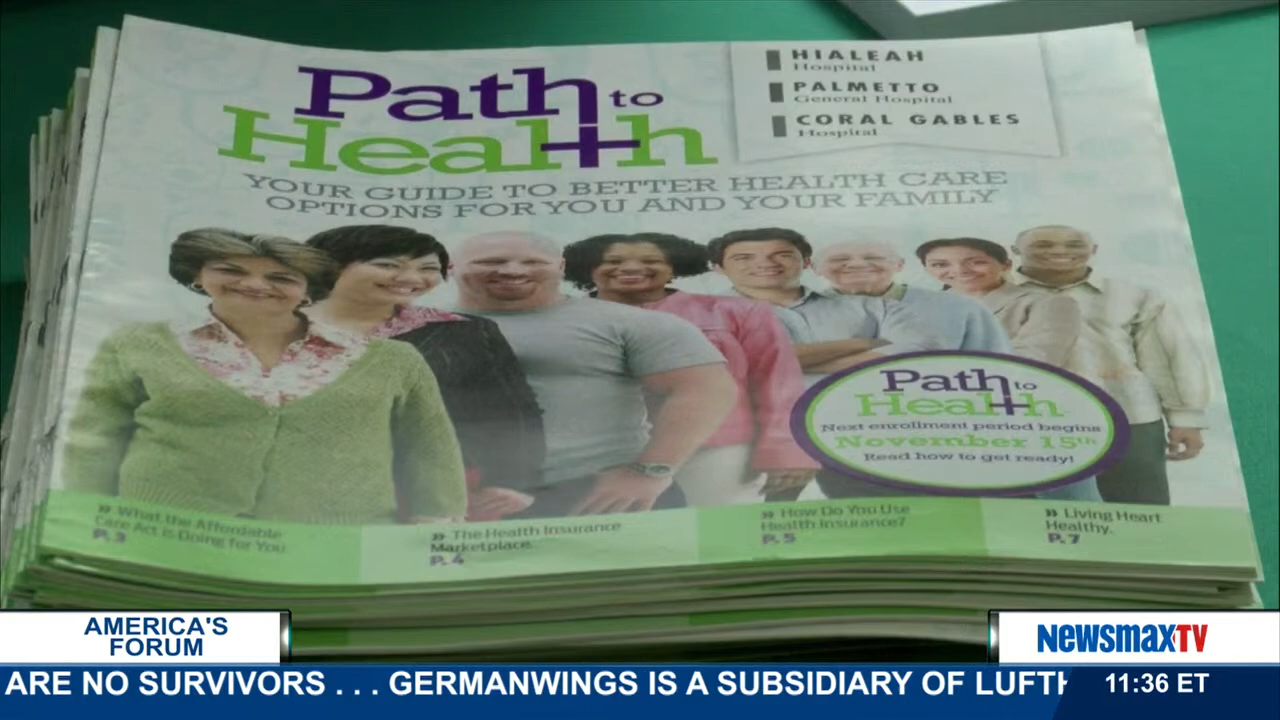 Path to
Health
HIALEAH
Hospital
PALMETTO
General Hospital
CORAL GABLES
Hospital
YOUR GUIDE TO BETTER HEALTH CARE
OPTIONS FOR YOU AND YOUR FAMILY
Path to
Health
Next enrollment period begins
November 15th
Read how to get ready!
» What the Affordable
Care Act is Doing for You
P. 3
» The Health Insurance
Marketplace.
P. 4
» How Do You Use
Health Insurance?
P. 5
» Living Heart
Healthy.
P. 7
AMERICA'S
FORUM
NEWSMAXTV
ARE NO SURVIVORS . . . GERMANWINGS IS A SUBSIDIARY OF LUFTH
11:36 ET